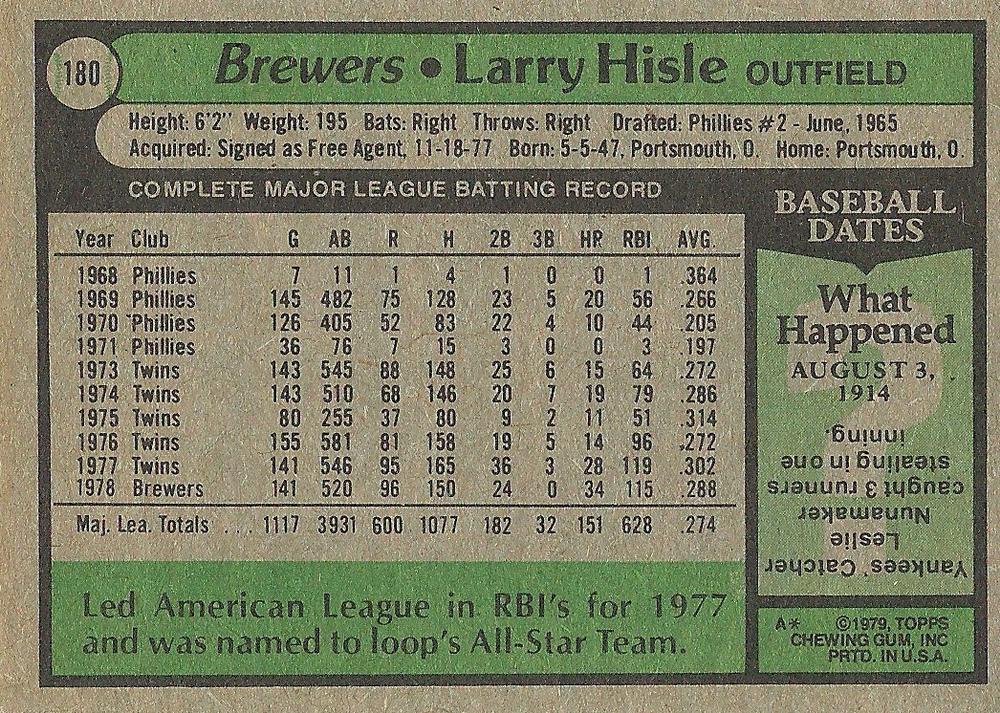 180
Brewers • Larry Hisle OUTFIELD
Height: 6'2" Weight: 195 Bats: Right Throws: Right Drafted: Phillies #2 - June, 1965
Acquired: Signed as Free Agent, 11-18-77 Born: 5-5-47, Portsmouth, O. Home: Portsmouth, O.
COMPLETE MAJOR LEAGUE BATTING RECORD
Year Club G AB R H 2B 3B HR RBI AVG.
1968 Phillies 7 11 1 4 1 0 0 1 .364
1969 Phillies 145 482 75 128 23 5 20 56 .266
1970 Phillies 126 405 52 83 22 4 10 44 .205
1971 Phillies 36 76 7 15 3 0 0 3 .197
1973 Twins 143 545 88 148 25 6 15 64 .272
1974 Twins 143 510 68 146 20 7 19 79 .286
1975 Twins 80 255 37 80 9 2 11 51 .314
1976 Twins 155 581 81 158 19 5 14 96 .272
1977 Twins 141 546 95 165 36 3 28 119 .302
1978 Brewers 141 520 96 150 24 0 34 115 .288
Maj. Lea. Totals .... 1117 3931 600 1077 182 32 151 628 .274
Led American League in RBI's for 1977
and was named to loop's All-Star Team.
BASEBALL
DATES
What
Happened
AUGUST 3,
1914
Yankees' Catcher
Leslie
Nunamaker
caught 3 runners
stealing in one
inning.
A* ©1979, TOPPS
CHEWING GUM, INC
PRTD. IN U.S.A.